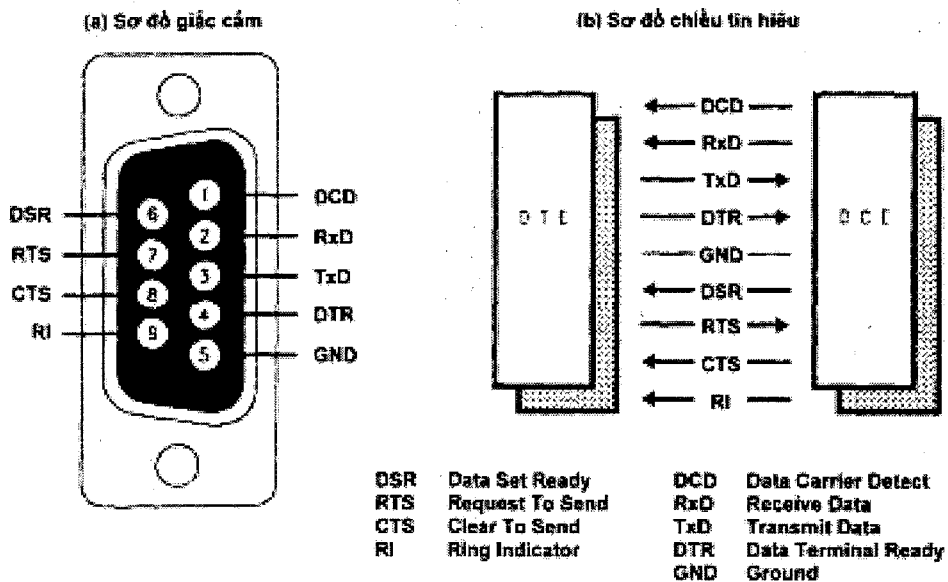 (a) Sơ đồ giắc cắm
DSR
RTS
CTS
RI
6
7
8
9
1
2
3
4
5
DCD
RxD
TxD
DTR
GND
(b) Sơ đồ chiều tín hiệu
DTE
DCD
RxD
TxD
DTR
GND
DSR
RTS
CTS
RI
DCE
DSR Data Set Ready
RTS Request To Send
CTS Clear To Send
RI Ring Indicator
DCD Data Carrier Detect
RxD Receive Data
TxD Transmit Data
DTR Data Terminal Ready
GND Ground